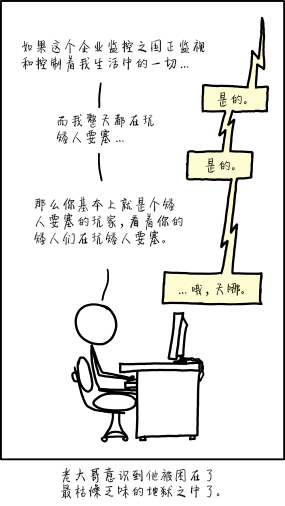 如果这个企业监控之国正监视
和控制着我生活中的一切...
是的。
而我整天都在玩
矮人要塞...
是的。
那么你基本上就是个矮
人要塞的玩家，看着你的
矮人们在玩矮人要塞。
...哦，天哪。
老大哥意识到他被困在了
最枯燥乏味的地狱之中了。